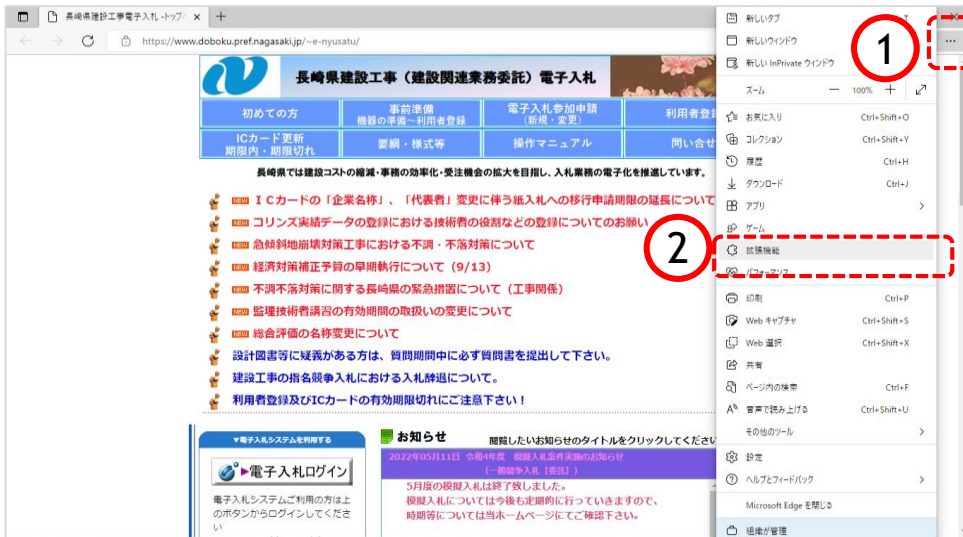 長崎県建設工事電子入札 -トップペ
https://www.doboku.pref.nagasaki.jp/~e-nyusatu/
長崎県建設工事（建設関連業務委託）電子入札
初めての方
事前準備
機器の準備～利用者登録
電子入札参加申請
（新規・変更）
利用者登録
ICカード更新
期限内・期限切れ
要綱・様式等
操作マニュアル
問い合せ
長崎県では建設コストの縮減・事務の効率化・受注機会の拡大を目指し、入札業務の電子化を推進しています。
NEW ＩＣカードの「企業名称」、「代表者」変更に伴う紙入札への移行申請期限の延長について
NEW コリンズ実績データの登録における技術者の役割などの登録についてのお願い
NEW 急傾斜地崩壊対策工事における不調・不落対策について
NEW 経済対策補正予算の早期執行について（9/13）
NEW 不調不落対策に関する長崎県の緊急措置について（工事関係）
NEW 監理技術者講習の有効期間の取扱いの変更について
NEW 総合評価の名称変更について
設計図書等に疑義がある方は、質問期間中に必ず質問書を提出して下さい。
建設工事の指名競争入札における入札辞退について。
利用者登録及びICカードの有効期限切れにご注意下さい！
▼電子入札システムを利用する
▶電子入札ログイン
電子入札システムご利用の方は上
のボタンからログインしてくださ
い
お知らせ
閲覧したいお知らせのタイトルをクリックしてください
2022年05月11日 令和4年度 模擬入札案件実施のお知らせ
（一般競争入札【委託】）
5月度の模擬入札は終了致しました。
模擬入札については今後も定期的に行っていきますので、
時期等については当ホームページにてご確認下さい。
新しいタブ
新しいウィンドウ
新しい InPrivate ウィンドウ
ズーム — 100% +
お気に入り Ctrl+Shift+O
コレクション Ctrl+Shift+Y
履歴 Ctrl+H
ダウンロード Ctrl+J
アプリ
ゲーム
拡張機能
パフォーマンス
印刷 Ctrl+P
Web キャプチャ Ctrl+Shift+S
Web 選択 Ctrl+Shift+X
共有
ページ内の検索 Ctrl+F
音声で読み上げる Ctrl+Shift+U
その他のツール
設定
ヘルプとフィードバック
Microsoft Edge を閉じる
組織が管理
1
2